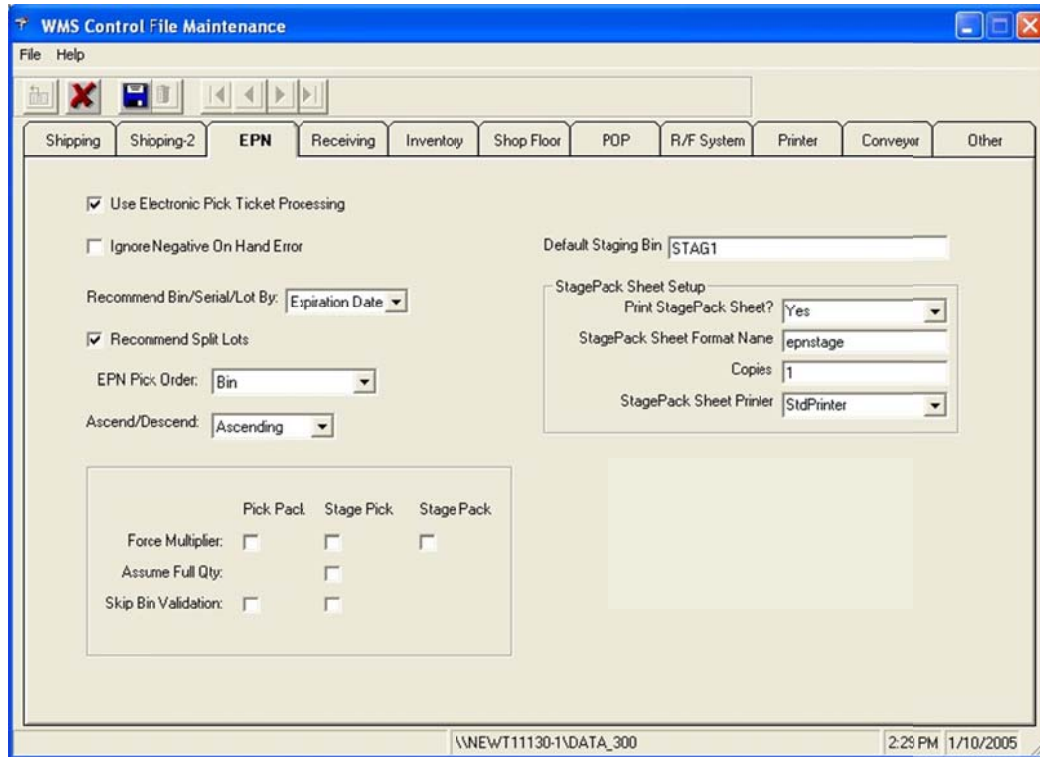 WMS Control File Maintenance
File Help
Shipping Shipping-2 EPN Receiving Inventory Shop Floor POP R/F System Printer Conveyor Other
Use Electronic Pick Ticket Processing
Ignore Negative On Hand Error
Default Staging Bin STAG1
Recommend Bin/Serial/Lot By: Expiration Date
StagePack Sheet Setup
Print StagePack Sheet? Yes
Recommend Split Lots
StagePack Sheet Format Name epnstage
EPN Pick Order: Bin
Copies 1
StagePack Sheet Printer StdPrinter
Ascend/Descend: Ascending
Pick Pack Stage Pick Stage Pack
Force Multiplier:
Assume Full Qty:
Skip Bin Validation:
\\NEWT11130-1\DATA_300 2:29 PM 1/10/2005